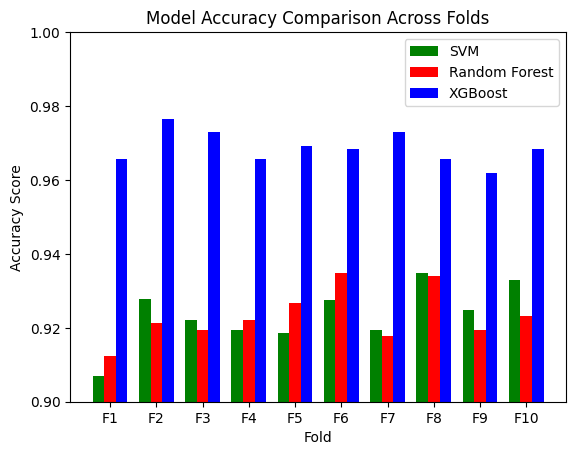 Model Accuracy Comparison Across Folds
1.00
0.98
0.96
0.94
0.92
0.90
Accuracy Score
SVM
Random Forest
XGBoost
F1 F2 F3 F4 F5 F6 F7 F8 F9 F10
Fold